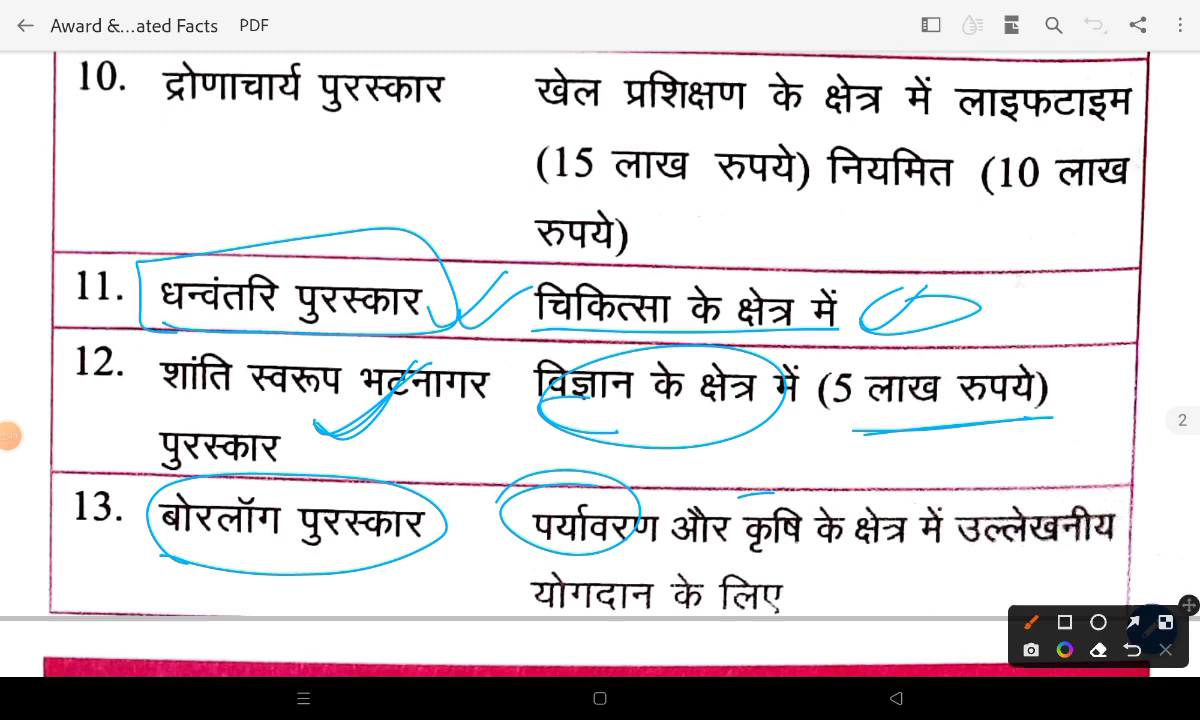 Award &...ated Facts PDF
10. द्रोणाचार्य पुरस्कार खेल प्रशिक्षण के क्षेत्र में लाइफटाइम
(15 लाख रुपये) नियमित (10 लाख
रुपये)
11. धन्वंतरि पुरस्कार चिकित्सा के क्षेत्र में
12. शांति स्वरूप भटनागर विज्ञान के क्षेत्र में (5 लाख रुपये)
पुरस्कार
2
13. बोरलॉग पुरस्कार पर्यावरण और कृषि के क्षेत्र में उल्लेखनीय
योगदान के लिए